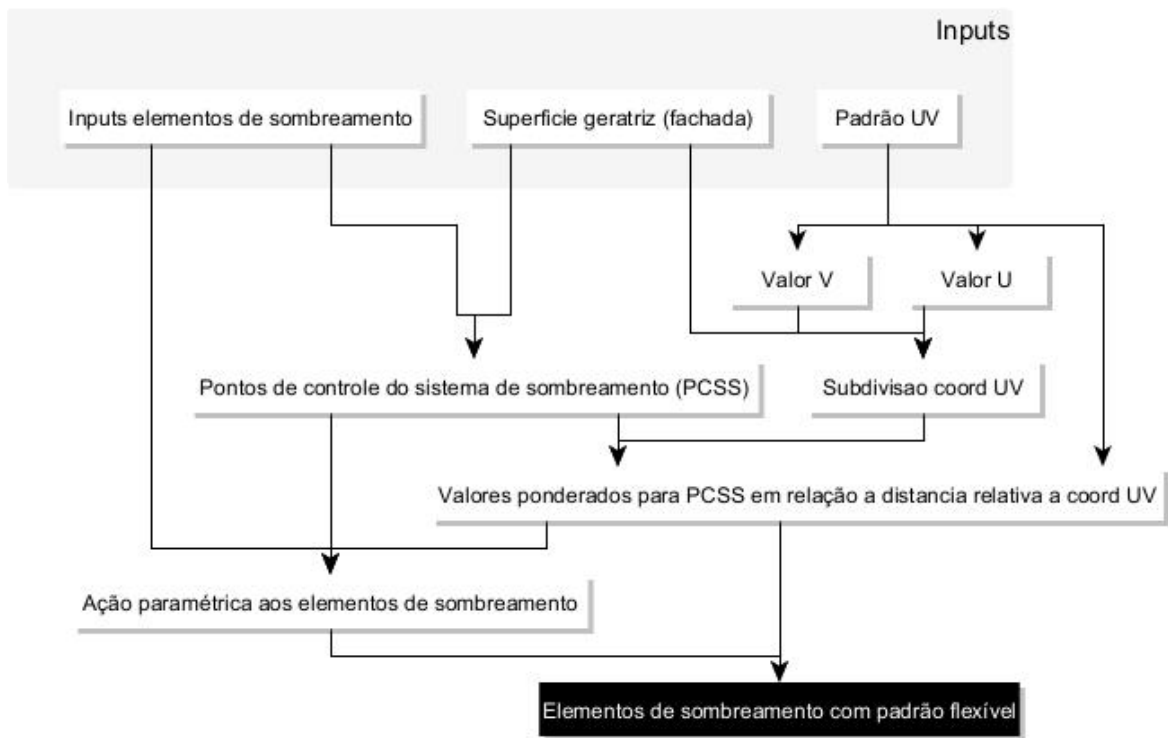 Inputs
Inputs elementos de sombreamento
Superficie geratriz (fachada)
Padrão UV
Valor V
Valor U
Pontos de controle do sistema de sombreamento (PCSS)
Subdivisao coord UV
Valores ponderados para PCSS em relação a distancia relativa a coord UV
Ação paramétrica aos elementos de sombreamento
Elementos de sombreamento com padrão flexível